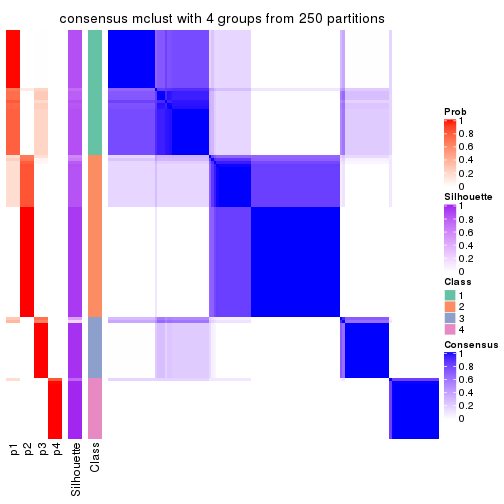 consensus mclust with 4 groups from 250 partitions
Prob
1
0.8
0.6
0.4
0.2
0
Silhouette
1
0.8
0.6
0.4
0.2
0
Class
1
2
3
4
Consensus
1
0.8
0.6
0.4
0.2
0
p1
p2
p3
p4
Silhouette
Class